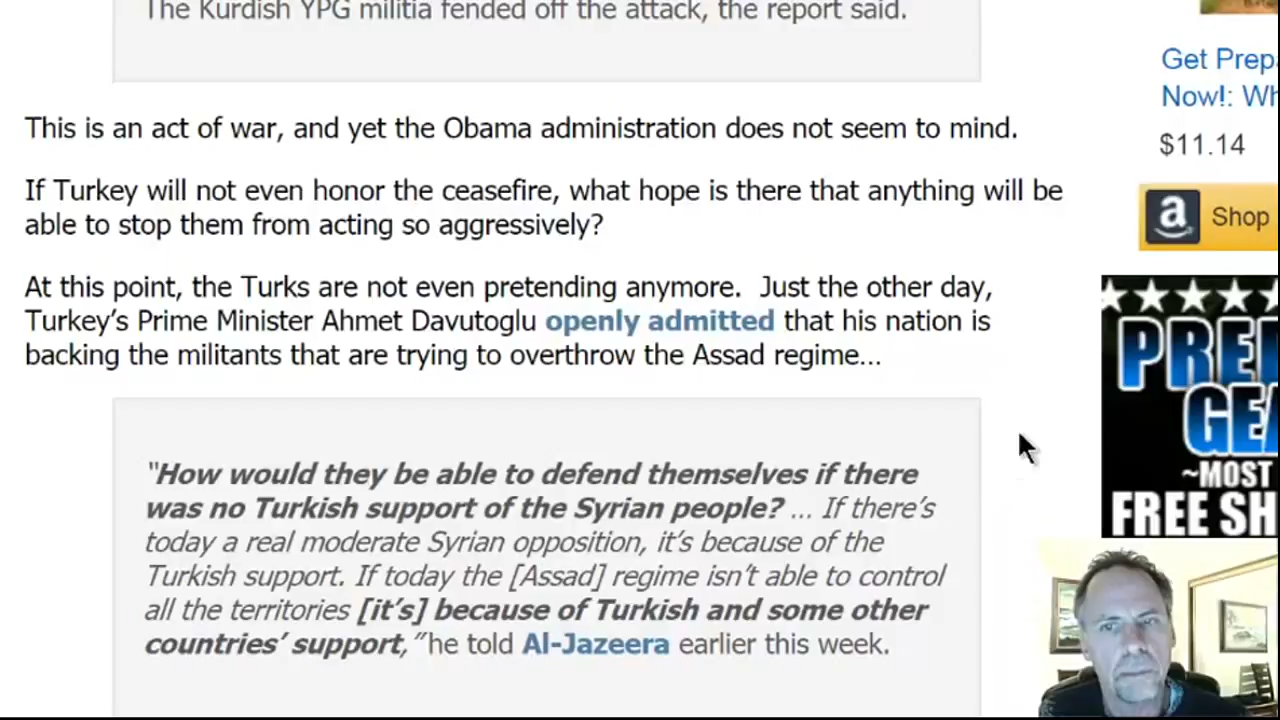 The Kurdish YPG militia fended off the attack, the report said.
This is an act of war, and yet the Obama administration does not seem to mind.
If Turkey will not even honor the ceasefire, what hope is there that anything will be
able to stop them from acting so aggressively?
At this point, the Turks are not even pretending anymore.  Just the other day,
Turkey’s Prime Minister Ahmet Davutoglu openly admitted that his nation is
backing the militants that are trying to overthrow the Assad regime…
"How would they be able to defend themselves if there
was no Turkish support of the Syrian people? … If there’s
today a real moderate Syrian opposition, it’s because of the
Turkish support. If today the [Assad] regime isn’t able to control
all the territories [it’s] because of Turkish and some other
countries’ support,” he told Al-Jazeera earlier this week.
Get Prep
Now!: Wh
$11.14
a Shop
PRE
GE
~MOST
FREE SH